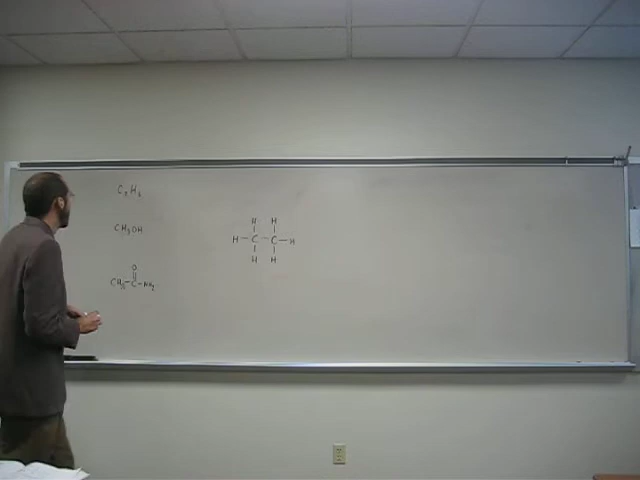 C₂H₆
CH₃OH
O
CH₃-C-NH₂
H H
H-C-C-H
H H